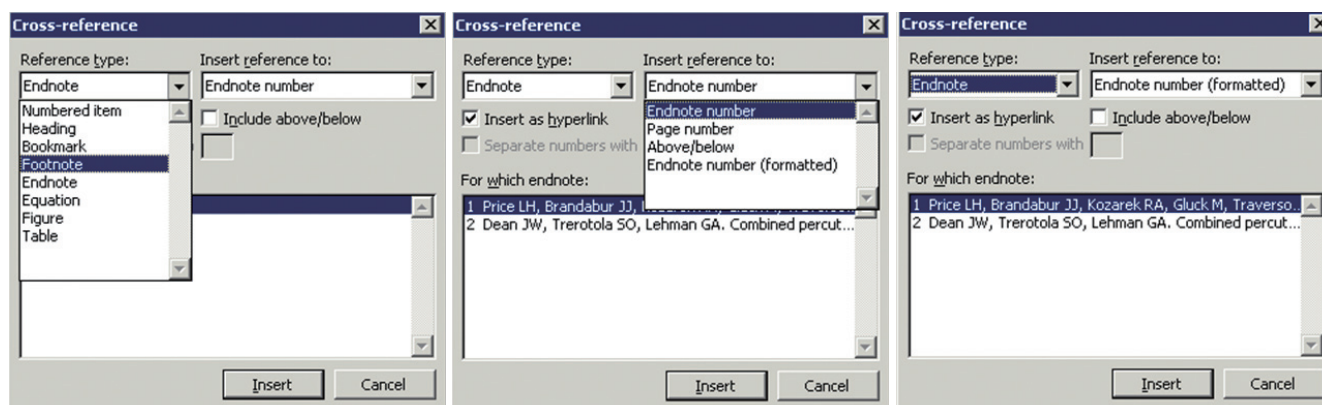 Cross-reference
Reference type: Insert reference to:
Endnote Endnote number
Numbered item
Heading
Bookmark
Footnote
Endnote
Equation
Figure
Table
Include above/below
Insert Cancel
Cross-reference
Reference type: Insert reference to:
Endnote Endnote number
Insert as hyperlink
Separate numbers with
Endnote number
Page number
Above/below
Endnote number (formatted)
For which endnote:
1 Price LH, Brandabur JJ,
2 Dean JW, Trerotola SO, Lehman GA. Combined percut...
Insert Cancel
Cross-reference
Reference type: Insert reference to:
Endnote Endnote number (formatted)
Insert as hyperlink Include above/below
Separate numbers with
For which endnote:
1 Price LH, Brandabur JJ, Kozarek RA, Gluck M, Traverso...
2 Dean JW, Trerotola SO, Lehman GA. Combined percut...
Insert Cancel